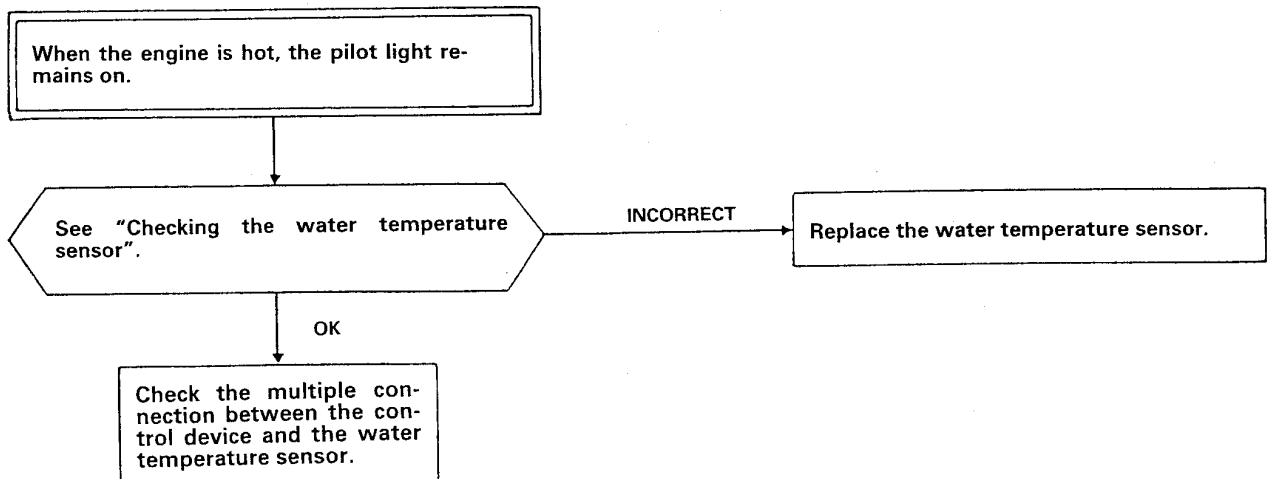 When the engine is hot, the pilot light re-
mains on.
See "Checking the water temperature
sensor".
INCORRECT
Replace the water temperature sensor.
OK
Check the multiple con-
nection between the con-
trol device and the water
temperature sensor.